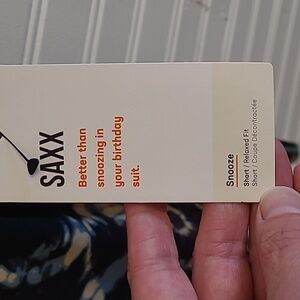 SAXX
Better than
snoozing in
your birthday
suit.
Snooze
Short / Relaxed Fit
Short / Coupe Décontractée